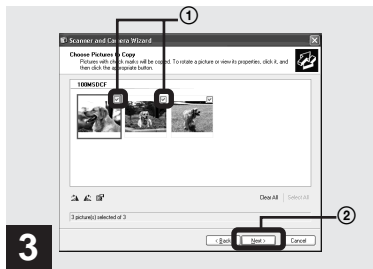 ①
Scanner and Camera Wizard
Choose Pictures to Copy
Pictures with check marks will be copied. To rotate a picture or view its properties, click it, and
then click the appropriate button.
100MSDCF
Clear All Select All
②
3 picture(s) selected of 3
< Back Next > Cancel
3